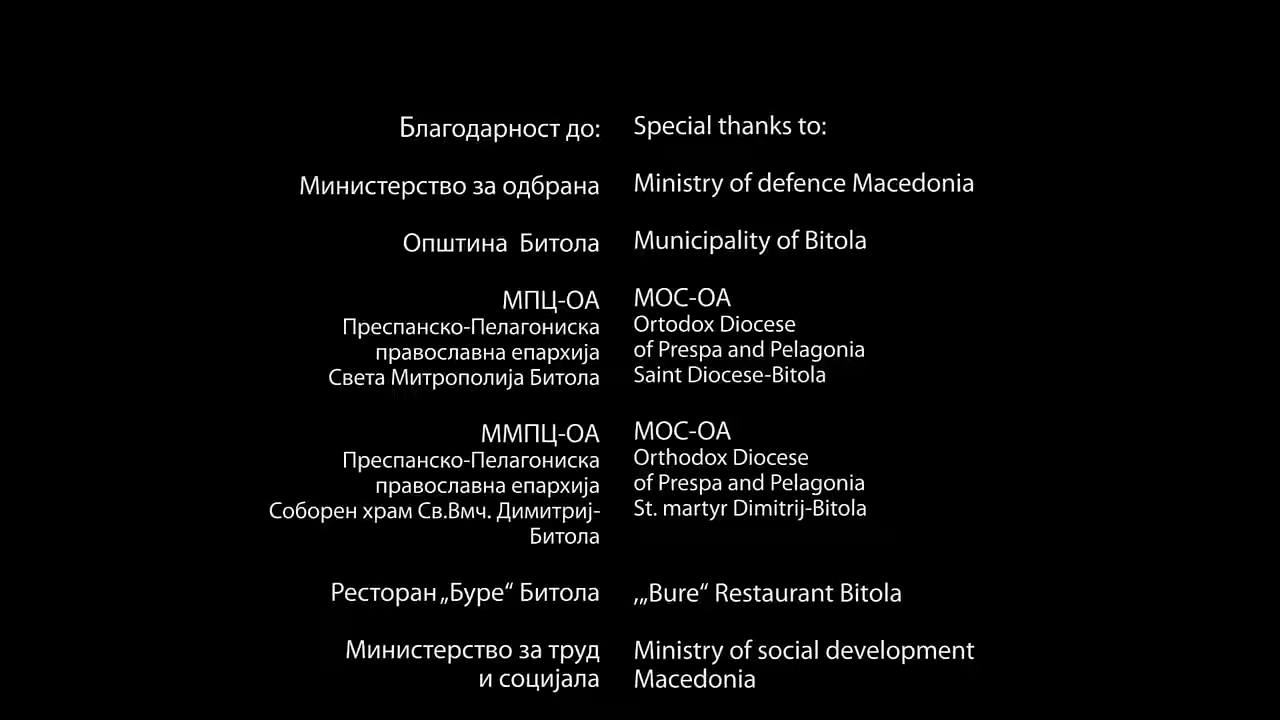 Благодарност до:
Special thanks to:
Министерство за одбрана
Ministry of defence Macedonia
Општина Битола
Municipality of Bitola
МПЦ-ОА
Преспанско-Пелагониска
православна епархија
Света Митрополија Битола
MOC-OA
Ortodox Diocese
of Prespa and Pelagonia
Saint Diocese-Bitola
ММПЦ-ОА
Преспанско-Пелагониска
православна епархија
Соборен храм Св.Вмч. Димитриј-
Битола
MOC-OA
Orthodox Diocese
of Prespa and Pelagonia
St. martyr Dimitrij-Bitola
Ресторан „Буре“ Битола
‚„Bure“ Restaurant Bitola
Министерство за труд
и социјала
Ministry of social development
Macedonia